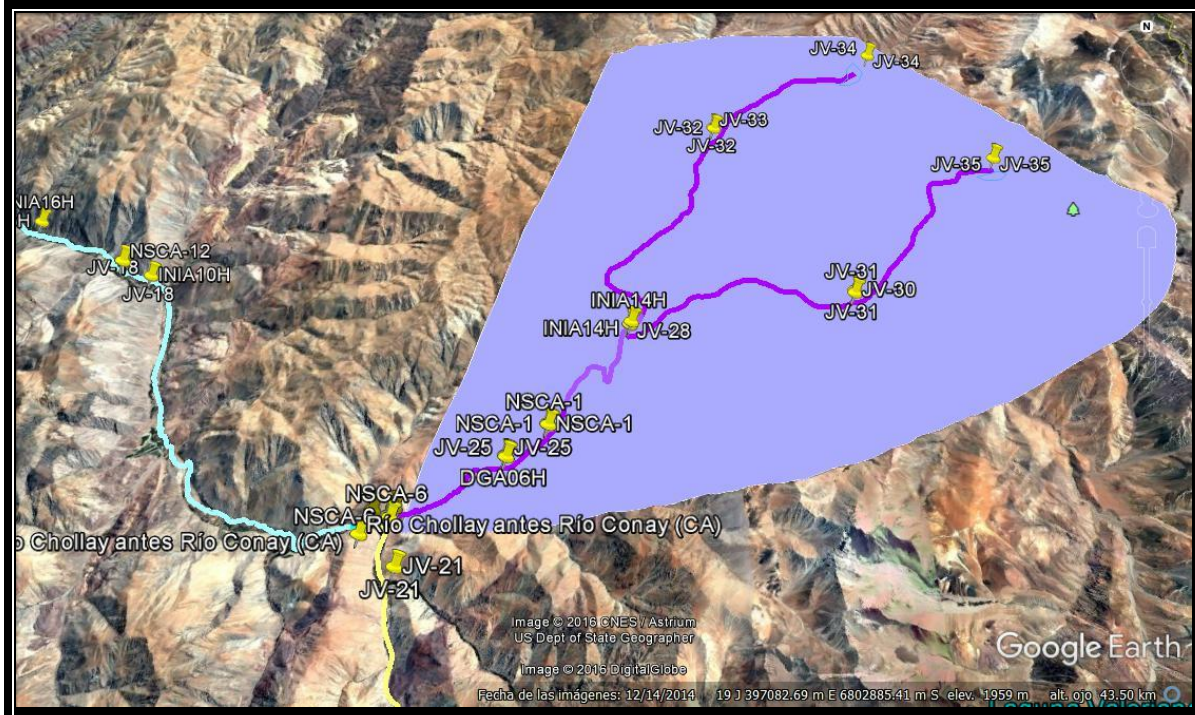 N
JV-34
JV-34
JV-32
JV-33
JV-32
JV-35
JV-35
NIA16H
H
NSCA-12
JV-18
INIA10H
JV-18
JV-31
JV-30
JV-31
INIA14H
INIA14H
JV-28
NSCA-1
NSCA-1
NSCA-1
JV-25
JV-25
DGA06H
NSCA-6
NSCA-6
Río Chollay antes Río Conay (CA)
o Chollay antes Río Conay (CA)
JV-21
JV-21
Image © 2016 CNES / Astrium
US Dept of State Geographer
Image © 2016 DigitalGlobe
Google Earth
Fecha de las imágenes: 12/14/2014 19 J 397082.69 m E 6802885.41 m S elev. 1959 m alt. ojo 43.50 km